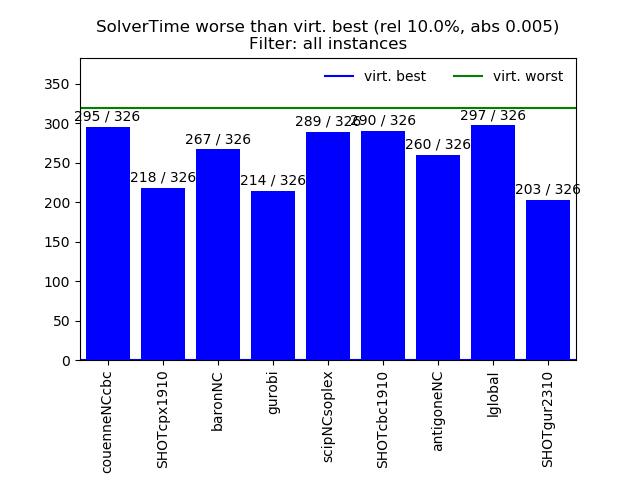 SolverTime worse than virt. best (rel 10.0%, abs 0.005)
Filter: all instances
virt. best
virt. worst
350
300
250
200
150
100
50
0
295 / 326
218 / 326
267 / 326
214 / 326
289 / 326
290 / 326
260 / 326
297 / 326
203 / 326
couenneNCcbc
SHOTcpx1910
baronNC
gurobi
scipNCsoplex
SHOTcbc1910
antigoneNC
lglobal
SHOTgur2310